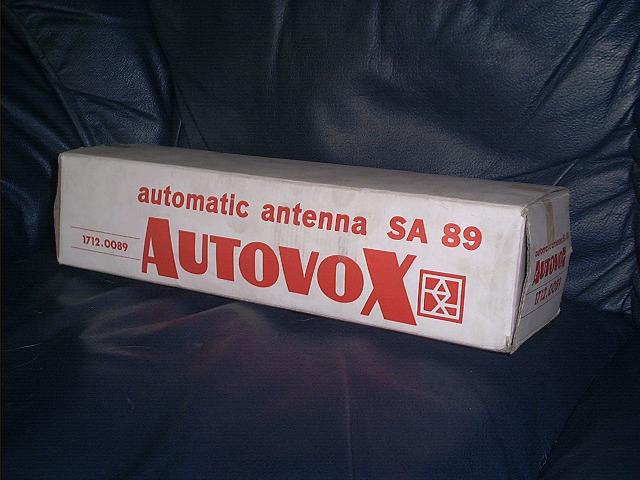 automatic antenna SA 89
1712.0089
AUTOVOX
AUTOVOX
1712.0089